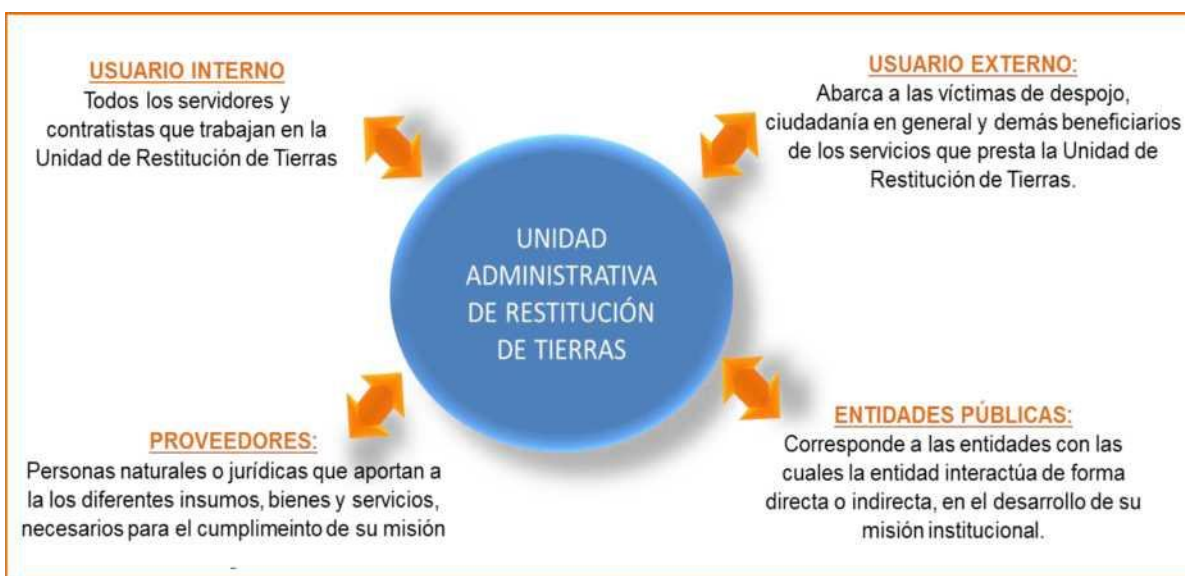 USUARIO INTERNO
Todos los servidores y
contratistas que trabajan en la
Unidad de Restitución de Tierras
USUARIO EXTERNO:
Abarca a las víctimas de despojo,
ciudadanía en general y demás beneficiarios
de los servicios que presta la Unidad de
Restitución de Tierras.
UNIDAD
ADMINISTRATIVA
DE RESTITUCIÓN
DE TIERRAS
PROVEEDORES:
Personas naturales o jurídicas que aportan a
la los diferentes insumos, bienes y servicios,
necesarios para el cumplimeinto de su misión
ENTIDADES PÚBLICAS:
Corresponde a las entidades con las
cuales la entidad interactúa de forma
directa o indirecta, en el desarrollo de su
misión institucional.